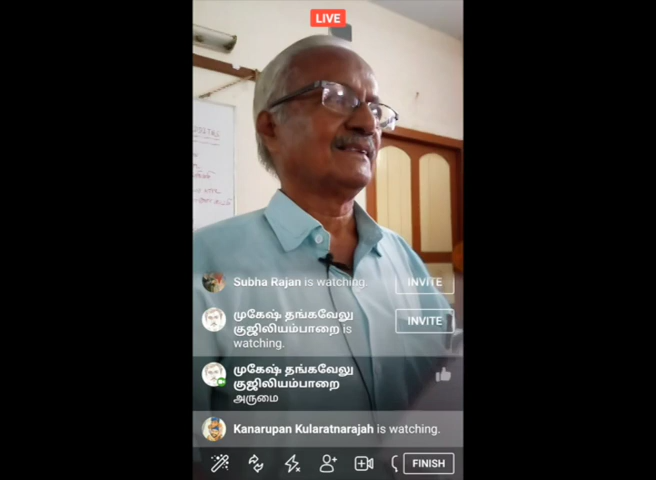 LIVE
Subha Rajan is watching.
INVITE
முகேஷ் தங்கவேலு
குஜிலியம்பாறை is
watching.
INVITE
முகேஷ் தங்கவேலு
குஜிலியம்பாறை
அருமை
Kanarupan Kularatnarajah is watching.
FINISH